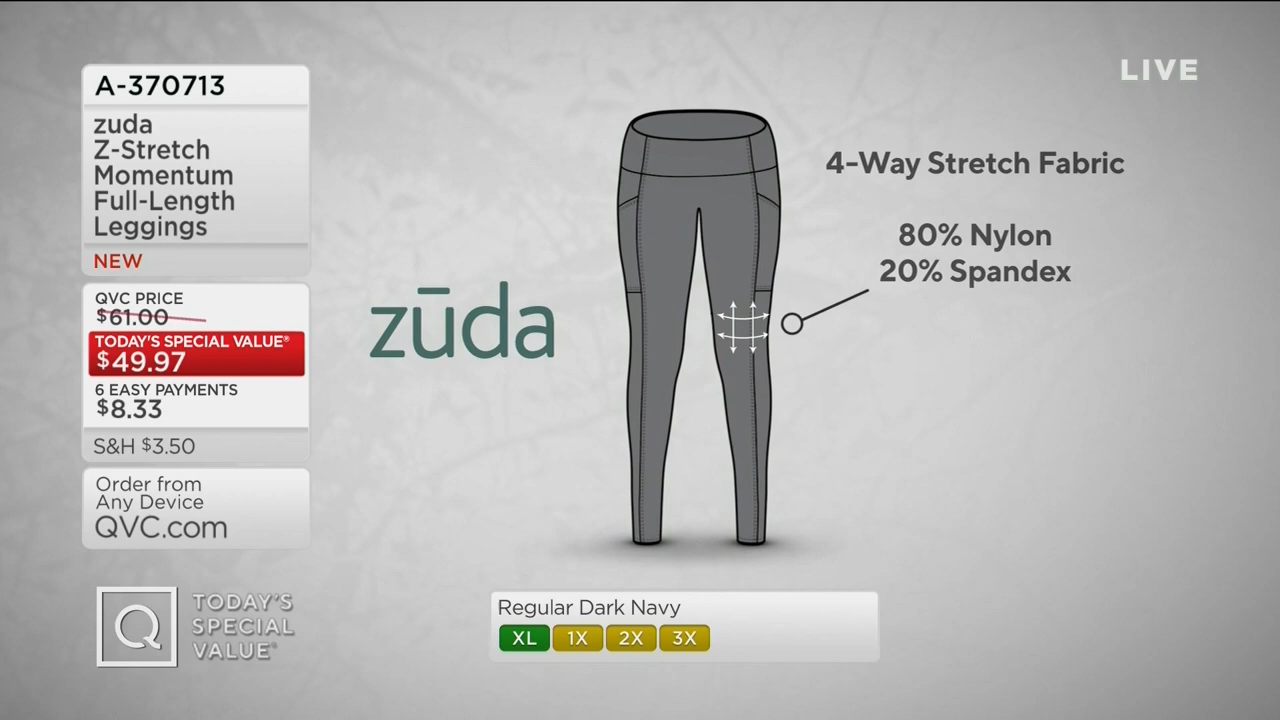 A-370713
zuda
Z-Stretch
Momentum
Full-Length
Leggings
NEW
QVC PRICE
$61.00
TODAY'S SPECIAL VALUE®
$49.97
6 EASY PAYMENTS
$8.33
S&H $3.50
Order from
Any Device
QVC.com
Q
TODAY'S
SPECIAL
VALUE®
zūda
LIVE
4-Way Stretch Fabric
80% Nylon
20% Spandex
Regular Dark Navy
XL 1X 2X 3X